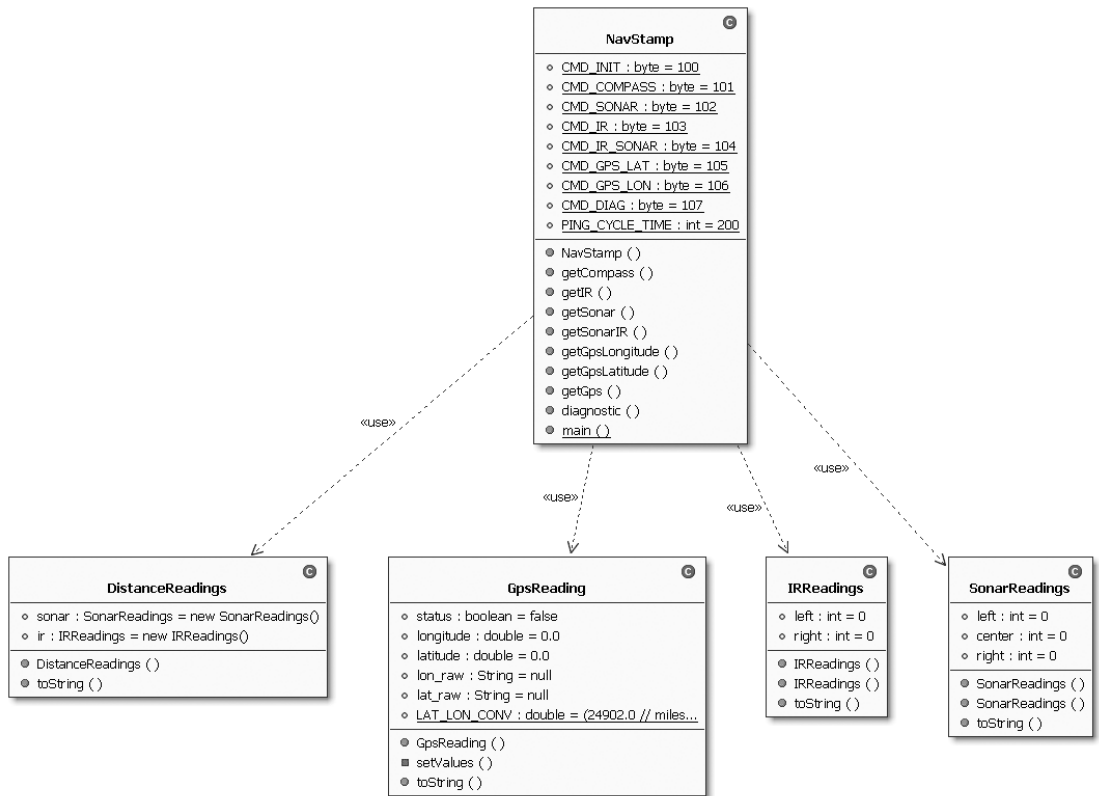 C
NavStamp
CMD_INIT : byte = 100
CMD_COMPASS : byte = 101
CMD_SONAR : byte = 102
CMD_IR : byte = 103
CMD_IR_SONAR : byte = 104
CMD_GPS_LAT : byte = 105
CMD_GPS_LON : byte = 106
CMD_DIAG : byte = 107
PING_CYCLE_TIME : int = 200
NavStamp ( )
getCompass ( )
getIR ( )
getSonar ( )
getSonarIR ( )
getGpsLongitude ( )
getGpsLatitude ( )
getGps ( )
diagnostic ( )
main ( )
«use»
«use»
«use»
«use»
C
DistanceReadings
sonar : SonarReadings = new SonarReadings()
ir : IRReadings = new IRReadings()
DistanceReadings ( )
toString ( )
C
GpsReading
status : boolean = false
longitude : double = 0.0
latitude : double = 0.0
lon_raw : String = null
lat_raw : String = null
LAT_LON_CONV : double = (24902.0 // miles...
GpsReading ( )
setValues ( )
toString ( )
C
IRReadings
left : int = 0
right : int = 0
IRReadings ( )
IRReadings ( )
toString ( )
C
SonarReadings
left : int = 0
center : int = 0
right : int = 0
SonarReadings ( )
SonarReadings ( )
toString ( )